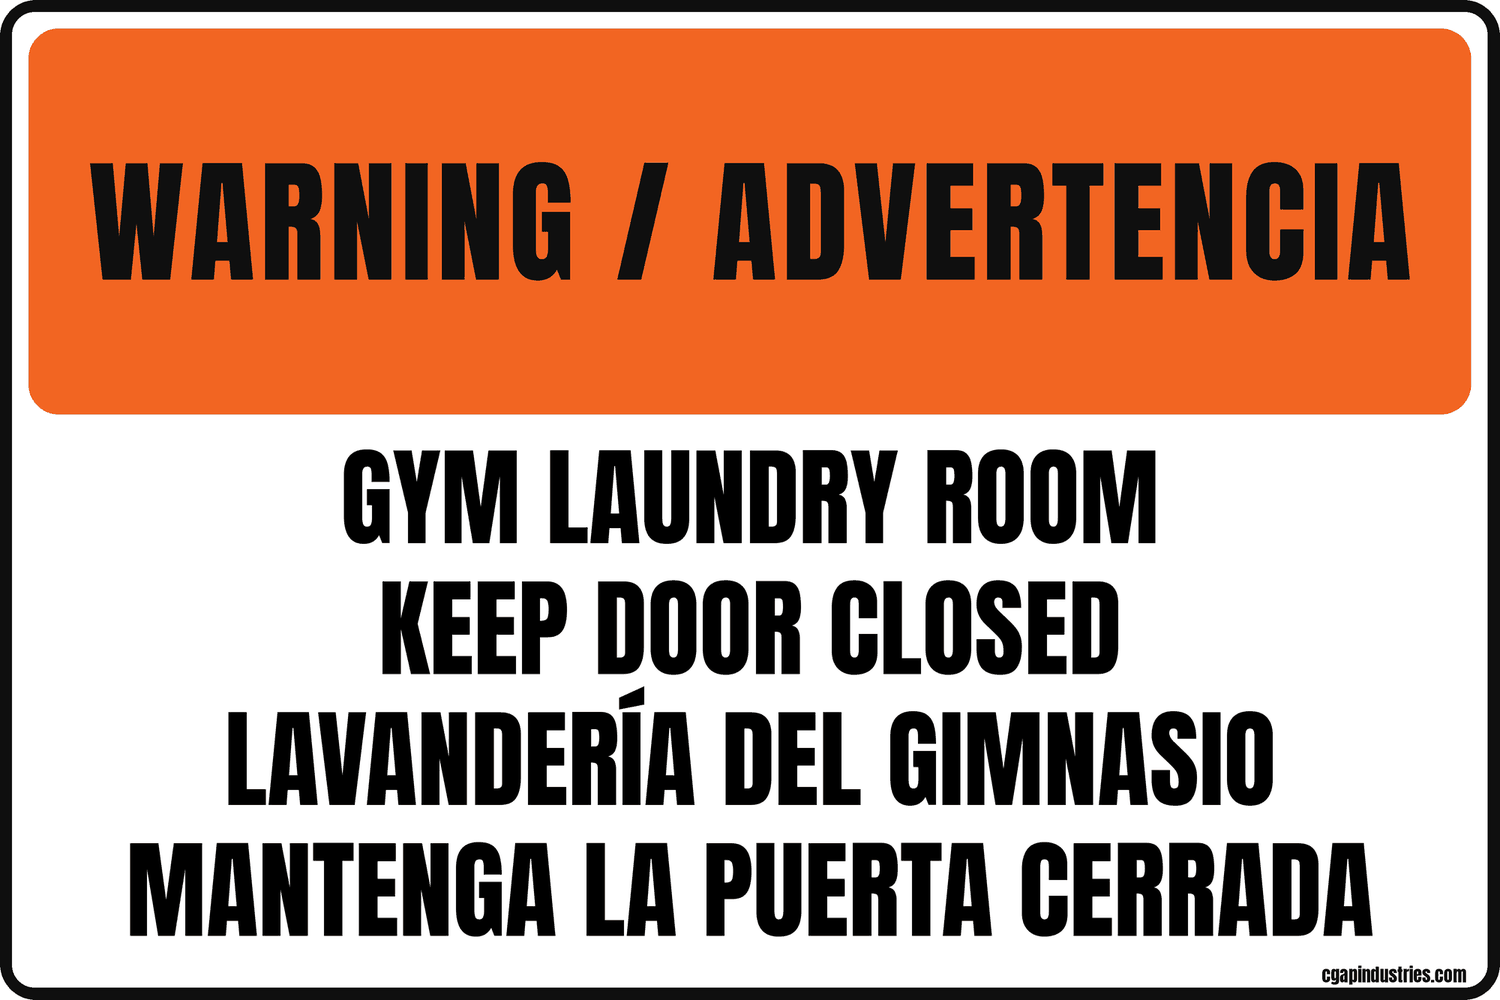 WARNING / ADVERTENCIA
GYM LAUNDRY ROOM
KEEP DOOR CLOSED
LAVANDERÍA DEL GIMNASIO
MANTENGA LA PUERTA CERRADA
cgapindustries.com